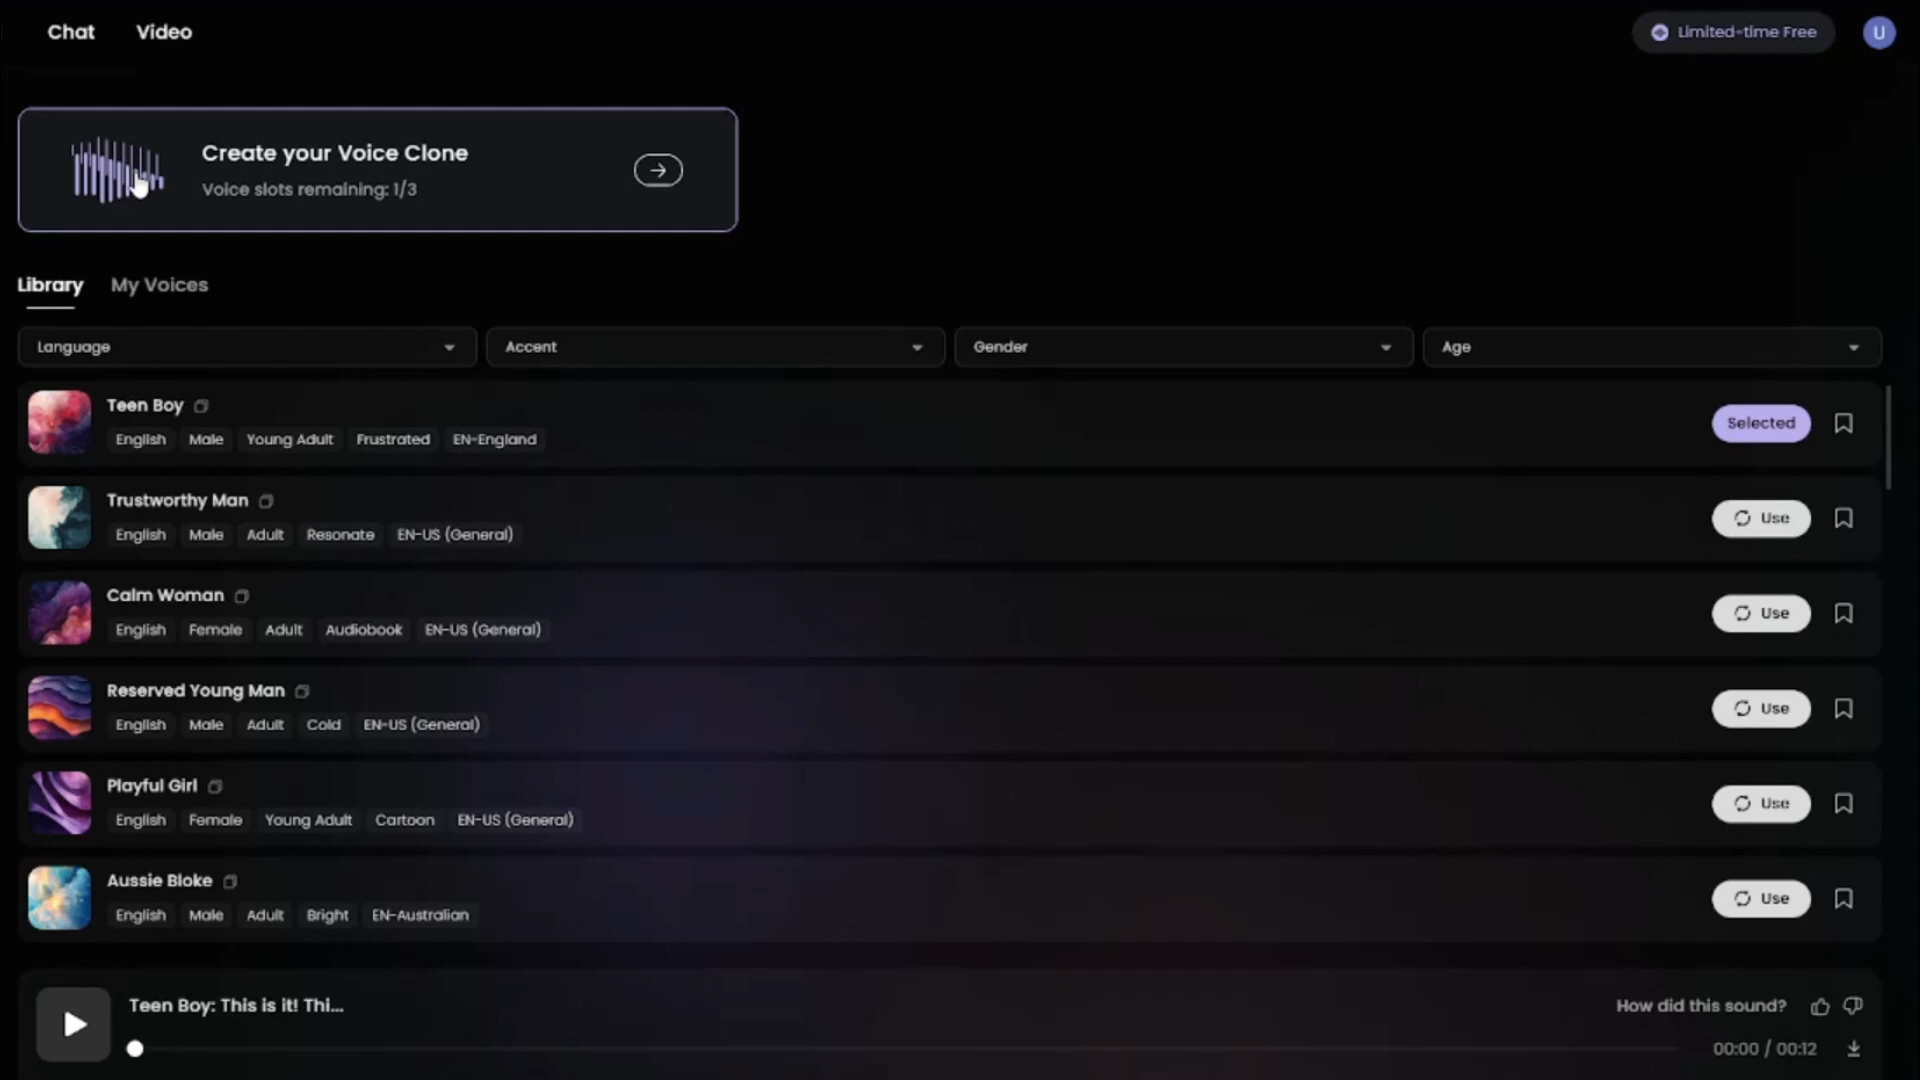 Chat Video
Limited-time Free
U
Create your Voice Clone
Voice slots remaining: 1/3
Library My Voices
Language Accent Gender Age
Teen Boy
English Male Young Adult Frustrated EN-England
Selected
Trustworthy Man
English Male Adult Resonate EN-US (General)
Use
Calm Woman
English Female Adult Audiobook EN-US (General)
Use
Reserved Young Man
English Male Adult Cold EN-US (General)
Use
Playful Girl
English Female Young Adult Cartoon EN-US (General)
Use
Aussie Bloke
English Male Adult Bright EN-Australian
Use
Teen Boy: This is it! Thi...
How did this sound?
00:00 / 00:12